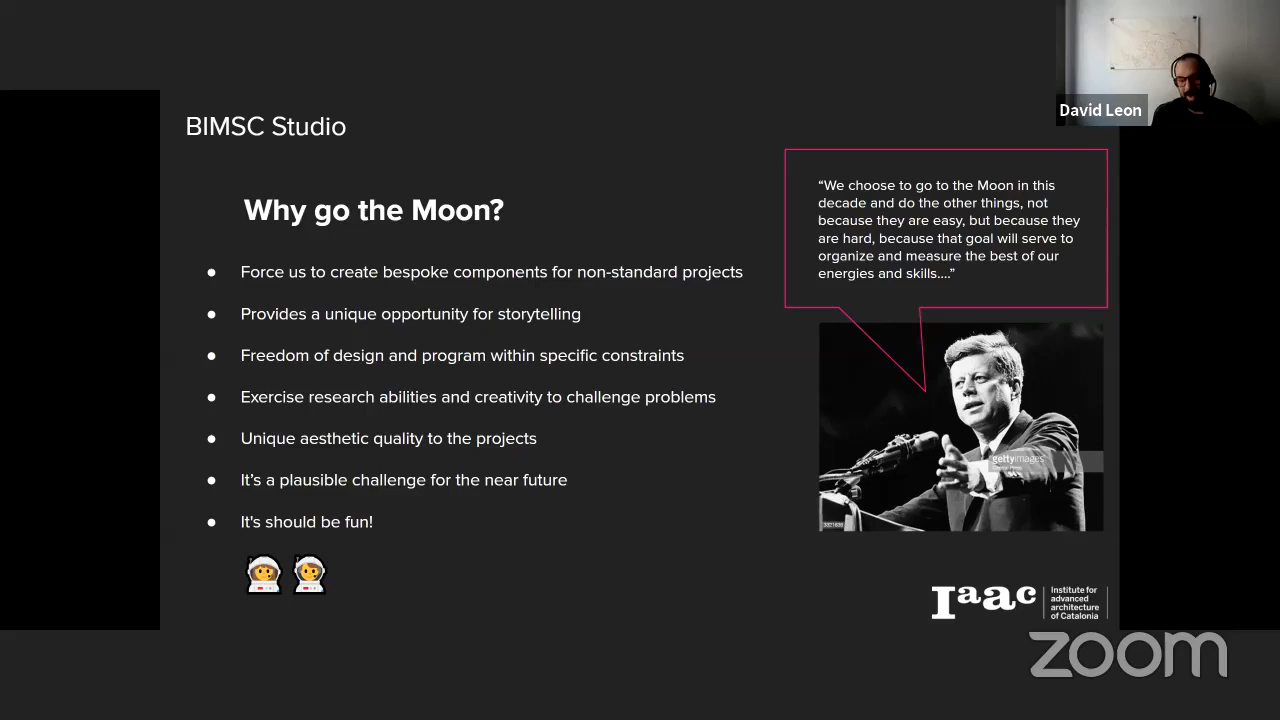 David Leon
BIMSC Studio
Why go the Moon?
● Force us to create bespoke components for non-standard projects
● Provides a unique opportunity for storytelling
● Freedom of design and program within specific constraints
● Exercise research abilities and creativity to challenge problems
● Unique aesthetic quality to the projects
● It’s a plausible challenge for the near future
● It's should be fun!
“We choose to go to the Moon in this
decade and do the other things, not
because they are easy, but because they
are hard, because that goal will serve to
organize and measure the best of our
energies and skills....”
gettyimages
Iaac
Institute for
advanced
architecture
of Catalonia
zoom